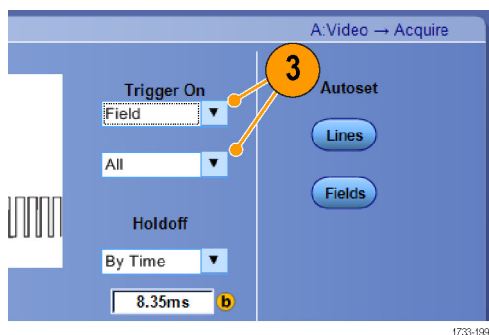 A:Video → Acquire
3
Trigger On
Autoset
Field
Lines
All
Fields
Holdoff
By Time
8.35ms
b
1733-199